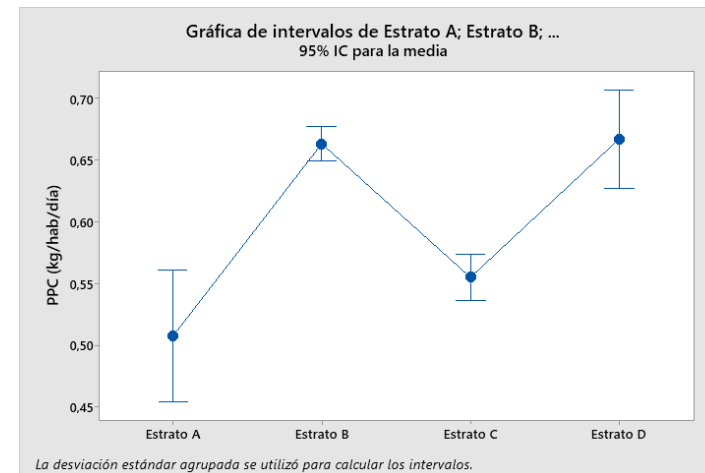 Gráfica de intervalos de Estrato A; Estrato B; ...
95% IC para la media
PPC (kg/hab/día)
0,70
0,65
0,60
0,55
0,50
0,45
Estrato A Estrato B Estrato C Estrato D
La desviación estándar agrupada se utilizó para calcular los intervalos.